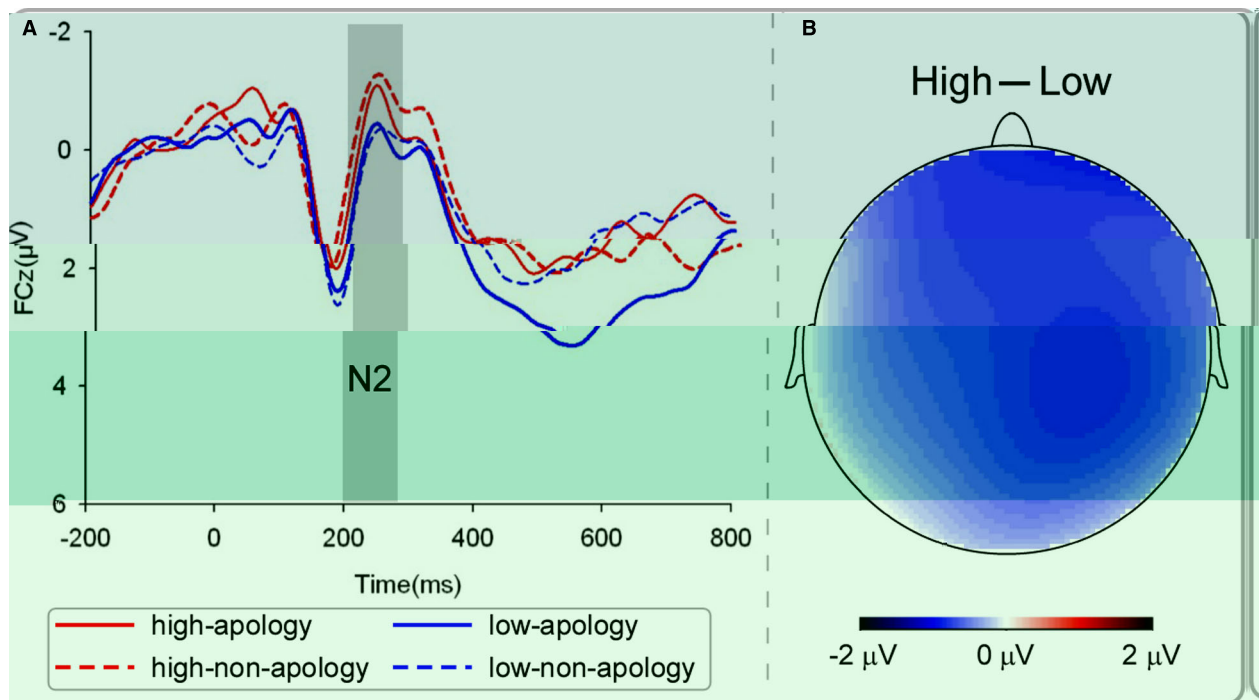 A
B
High — Low
-2
0
2
4
6
FCz(µV)
N2
-200 0 200 400 600 800
Time(ms)
high-apology low-apology
high-non-apology low-non-apology
-2 µV 0 µV 2 µV